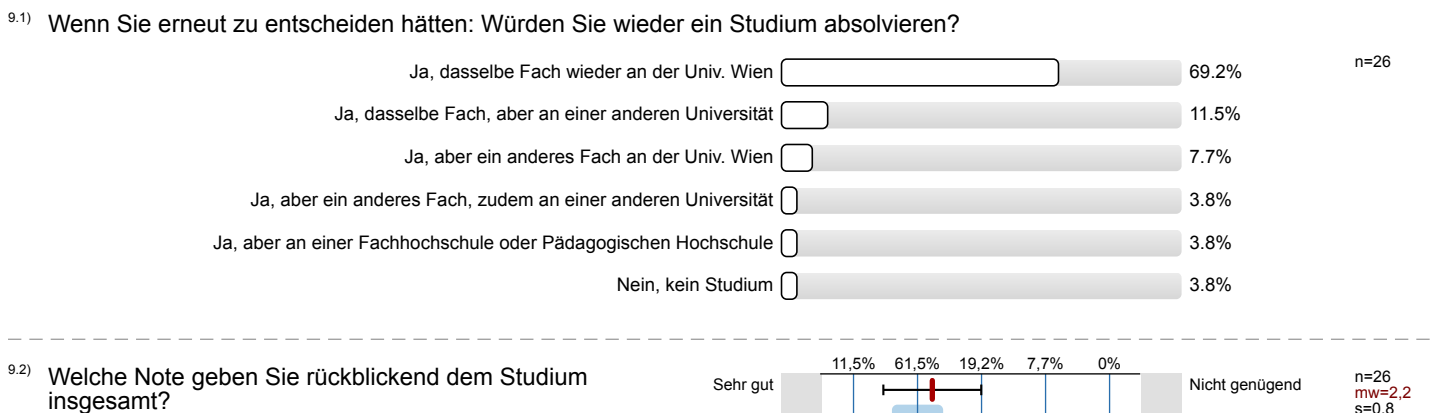 9.1) Wenn Sie erneut zu entscheiden hätten: Würden Sie wieder ein Studium absolvieren?
Ja, dasselbe Fach wieder an der Univ. Wien 69.2% n=26
Ja, dasselbe Fach, aber an einer anderen Universität 11.5%
Ja, aber ein anderes Fach an der Univ. Wien 7.7%
Ja, aber ein anderes Fach, zudem an einer anderen Universität 3.8%
Ja, aber an einer Fachhochschule oder Pädagogischen Hochschule 3.8%
Nein, kein Studium 3.8%
11,5% 61,5% 19,2% 7,7% 0%
9.2) Welche Note geben Sie rückblickend dem Studium
insgesamt?
Sehr gut Nicht genügend
n=26
mw=2,2
s=0,8